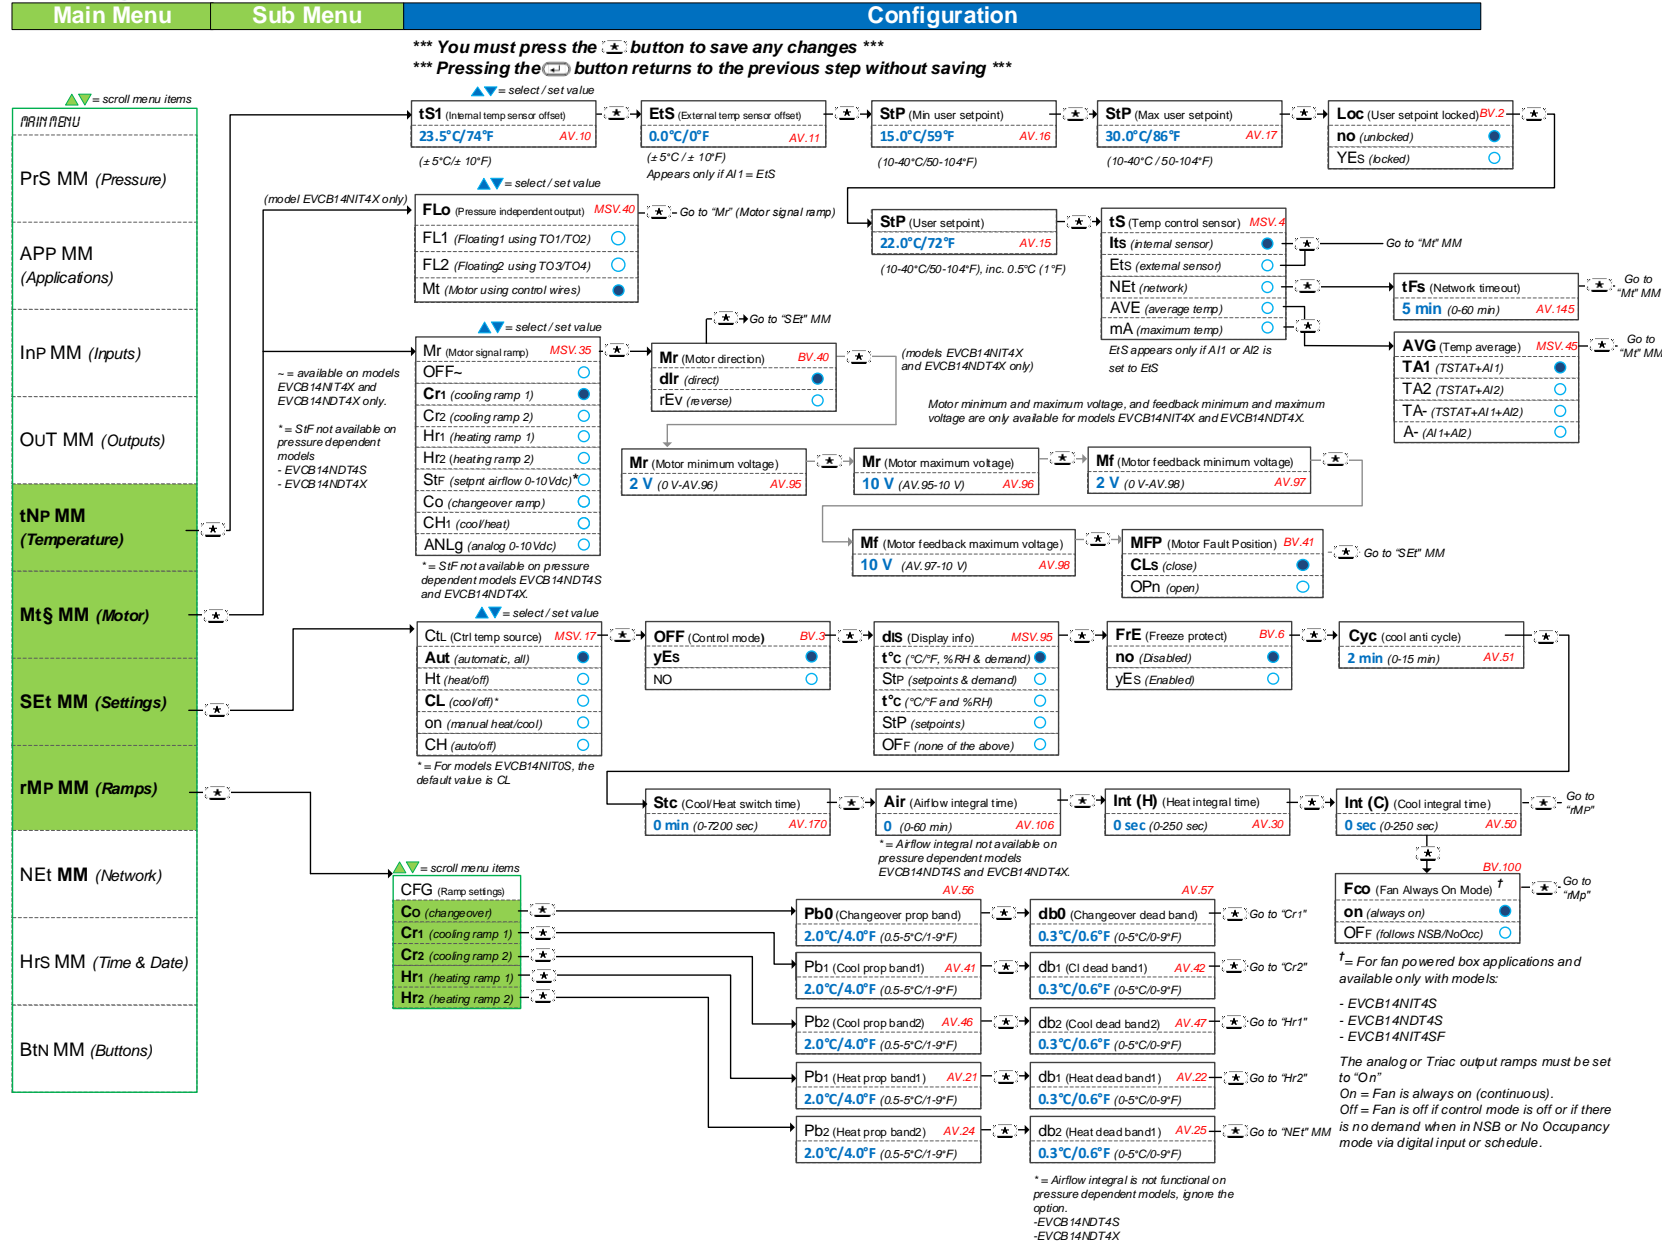 Main Menu
Sub Menu
Configuration
*** You must press the * button to save any changes ***
*** Pressing the button returns to the previous step without saving ***
▲▼ = scroll menu items
MAIN MENU
PrS MM (Pressure)
APP MM
(Applications)
InP MM (Inputs)
OUT MM (Outputs)
tNP MM
(Temperature)
Mt§ MM (Motor)
SEt MM (Settings)
rMP MM (Ramps)
NEt MM (Network)
HrS MM (Time & Date)
BtN MM (Buttons)
▲▼ = select / set value
tS1 (Internal temp sensor offset)
23.5°C/74°F AV.10
(± 5°C/± 10°F)
EtS (External temp sensor offset)
0.0°C/0°F AV.11
(± 5°C / ± 10°F)
Appears only if AI1 = EtS
StP (Min user setpoint)
15.0°C/59°F AV.16
(10-40°C/50-104°F)
StP (Max user setpoint)
30.0°C/86°F AV.17
(10-40°C / 50-104°F)
Loc (User setpoint locked) BV.2
no (unlocked)
YEs (locked)
StP (User setpoint)
22.0°C/72°F AV.15
(10-40°C/50-104°F), inc. 0.5°C (1°F)
tS (Temp control sensor) MSV.4
Its (internal sensor)
Ets (external sensor)
NEt (network)
AVE (average temp)
mA (maximum temp)
EtS appears only if AI1 or AI2 is
set to EtS
Go to "Mt" MM
tFs (Network timeout)
5 min (0-60 min) AV.145
Go to
"Mt" MM
AVG (Temp average) MSV.45
TA1 (TSTAT+AI1)
TA2 (TSTAT+AI2)
TA- (TSTAT+AI1+AI2)
A- (AI1+AI2)
Go to
"Mt" MM
▲▼ = select / set value
(model EVCB14NIT4X only)
FLo (Pressure independent output) MSV.40
FL1 (Floating1 using TO1/TO2)
FL2 (Floating2 using TO3/TO4)
Mt (Motor using control wires)
Go to "Mr" (Motor signal ramp)
▲▼ = select / set value
Mr (Motor signal ramp) MSV.35
OFF~
Cr1 (cooling ramp 1)
Cr2 (cooling ramp 2)
Hr1 (heating ramp 1)
Hr2 (heating ramp 2)
StF (setpnt airflow 0-10Vdc)*
Co (changeover ramp)
CH1 (cool/heat)
ANLg (analog 0-10Vdc)
* = StF not available on pressure
dependent models EVCB14NDT4S
and EVCB14NDT4X.
~ = available on models
EVCB14NIT4X and
EVCB14NDT4X only.
* = StF not available on
pressure dependent
models
- EVCB14NDT4S
- EVCB14NDT4X
Go to "SEt" MM
Mr (Motor direction) BV.40
dIr (direct)
rEv (reverse)
(models EVCB14NIT4X
and EVCB14NDT4X only)
Motor minimum and maximum voltage, and feedback minimum and maximum
voltage are only available for models EVCB14NIT4X and EVCB14NDT4X.
Mr (Motor minimum voltage)
2 V (0 V-AV.96) AV.95
Mr (Motor maximum voltage)
10 V (AV.95-10 V) AV.96
Mf (Motor feedback minimum voltage)
2 V (0 V-AV.98) AV.97
Mf (Motor feedback maximum voltage)
10 V (AV.97-10 V) AV.98
MFP (Motor Fault Position) BV.41
CLs (close)
OPn (open)
Go to "SEt" MM
▲▼ = select / set value
CtL (Ctrl temp source) MSV.17
Aut (automatic, all)
Ht (heat/off)
CL (cool/off)*
on (manual heat/cool)
CH (auto/off)
* = For models EVCB14NIT0S, the
default value is CL
OFF (Control mode) BV.3
yEs
NO
dIs (Display info) MSV.95
t°c (°C/°F, %RH & demand)
StP (setpoints & demand)
t°c (°C/°F and %RH)
StP (setpoints)
OFF (none of the above)
FrE (Freeze protect) BV.6
no (Disabled)
yEs (Enabled)
Cyc (cool anti cycle)
2 min (0-15 min) AV.51
Stc (Cool/Heat switch time)
0 min (0-7200 sec) AV.170
Air (Airflow integral time)
0 (0-60 min) AV.106
* = Airflow integral not available on
pressure dependent models
EVCB14NDT4S and EVCB14NDT4X.
Int (H) (Heat integral time)
0 sec (0-250 sec) AV.30
Int (C) (Cool integral time)
0 sec (0-250 sec) AV.50
Go to
"rMP"
BV.100
Fco (Fan Always On Mode) †
on (always on)
OFF (follows NSB/NoOcc)
Go to
"rMp"
† = For fan powered box applications and
available only with models:
- EVCB14NIT4S
- EVCB14NDT4S
- EVCB14NIT4SF
The analog or Triac output ramps must be set
to "On"
On = Fan is always on (continuous).
Off = Fan is off if control mode is off or if there
is no demand when in NSB or No Occupancy
mode via digital input or schedule.
▲▼ = scroll menu items
CFG (Ramp settings)
Co (changeover)
Cr1 (cooling ramp 1)
Cr2 (cooling ramp 2)
Hr1 (heating ramp 1)
Hr2 (heating ramp 2)
AV.56
Pb0 (Changeover prop band)
2.0°C/4.0°F (0.5-5°C/1-9°F)
AV.57
db0 (Changeover dead band)
0.3°C/0.6°F (0-5°C/0-9°F)
Go to "Cr1"
Pb1 (Cool prop band1) AV.41
2.0°C/4.0°F (0.5-5°C/1-9°F)
db1 (Cl dead band1) AV.42
0.3°C/0.6°F (0-5°C/0-9°F)
Go to "Cr2"
Pb2 (Cool prop band2) AV.46
2.0°C/4.0°F (0.5-5°C/1-9°F)
db2 (Cool dead band2) AV.47
0.3°C/0.6°F (0-5°C/0-9°F)
Go to "Hr1"
Pb1 (Heat prop band1) AV.21
2.0°C/4.0°F (0.5-5°C/1-9°F)
db1 (Heat dead band1) AV.22
0.3°C/0.6°F (0-5°C/0-9°F)
Go to "Hr2"
Pb2 (Heat prop band2) AV.24
2.0°C/4.0°F (0.5-5°C/1-9°F)
db2 (Heat dead band1) AV.25
0.3°C/0.6°F (0-5°C/0-9°F)
Go to "NEt" MM
* = Airflow integral is not functional on
pressure dependent models, ignore the
option.
-EVCB14NDT4S
-EVCB14NDT4X